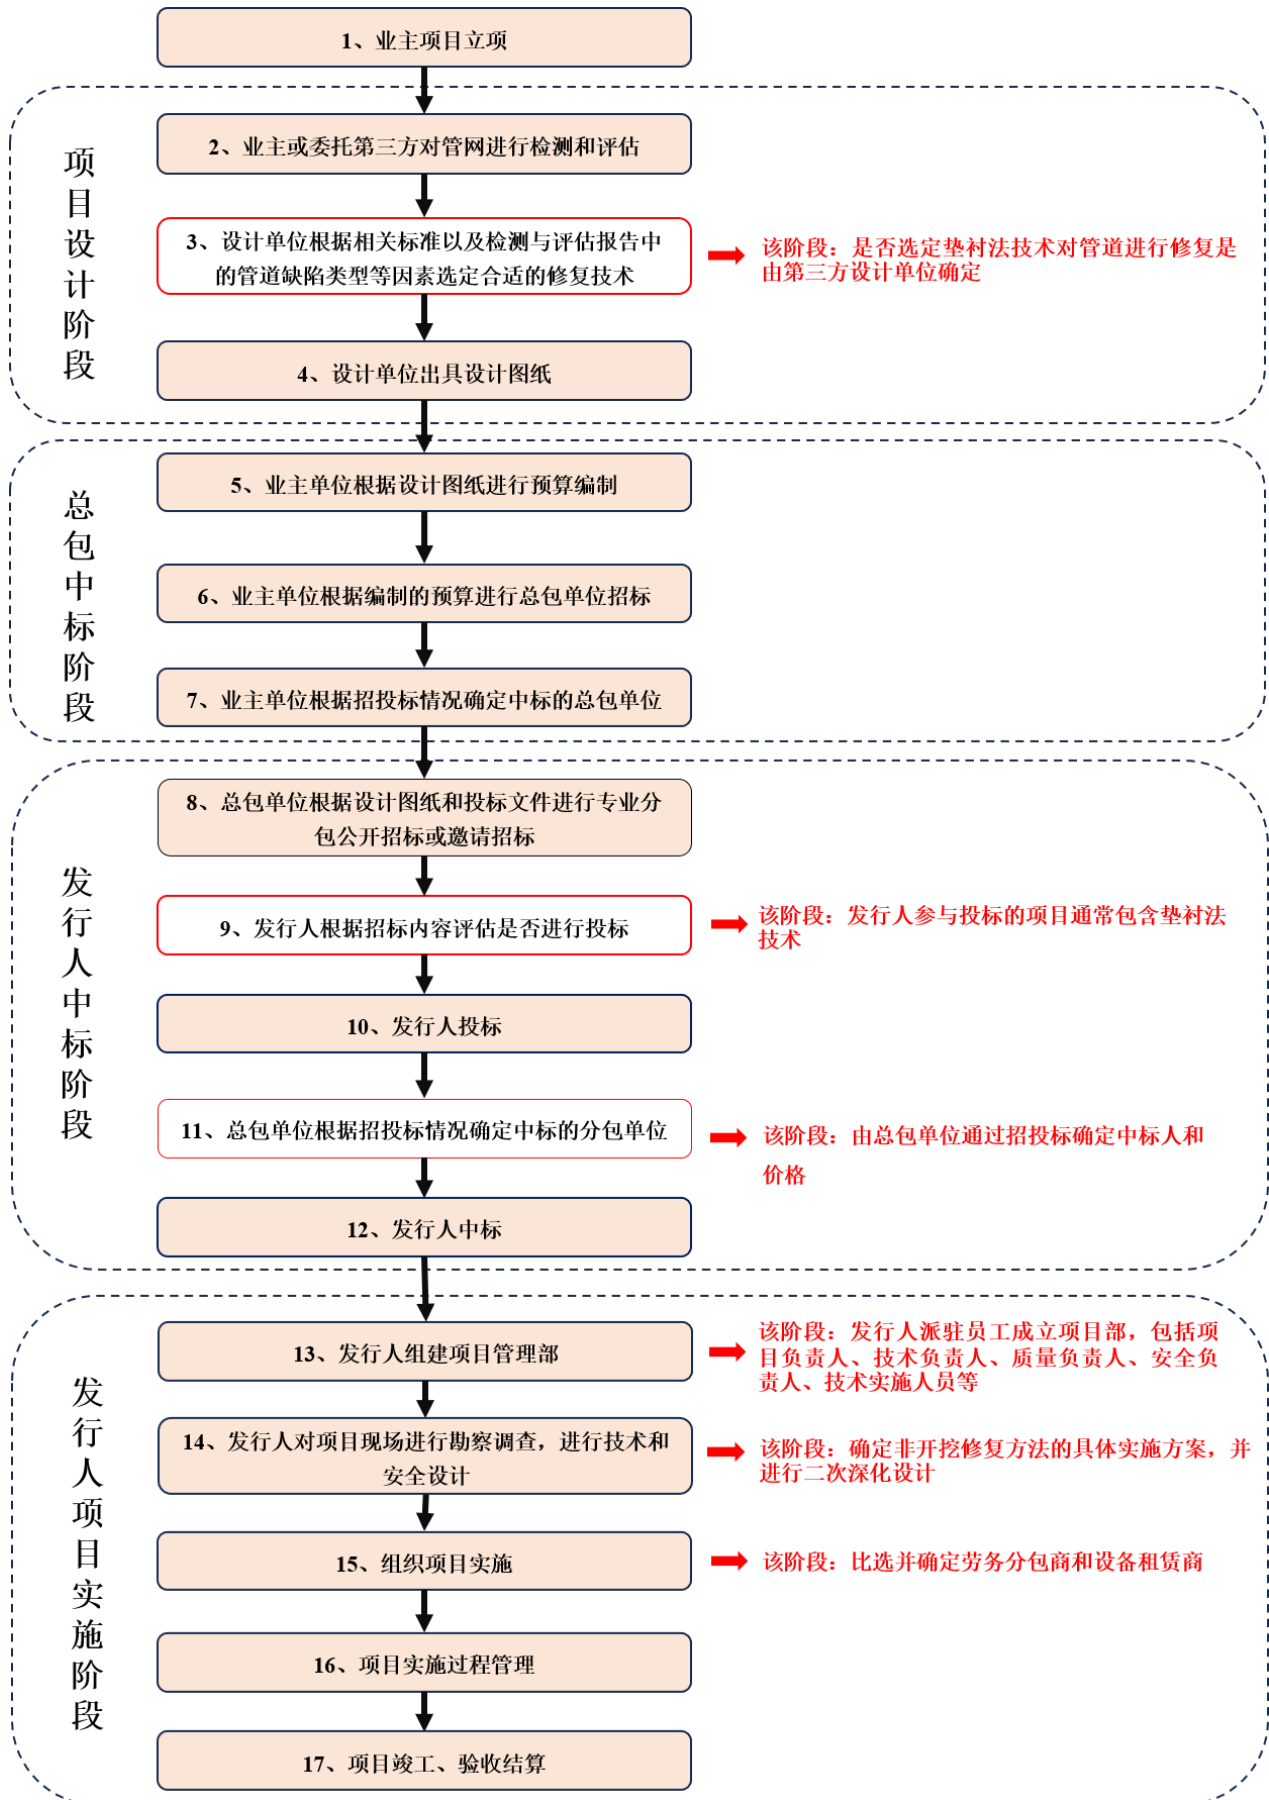 1、业主项目立项
项目设计阶段
2、业主或委托第三方对管网进行检测和评估
3、设计单位根据相关标准以及检测与评估报告中
的管道缺陷类型等因素选定合适的修复技术
该阶段：是否选定垫衬法技术对管道进行修复是
由第三方设计单位确定
4、设计单位出具设计图纸
总包中标阶段
5、业主单位根据设计图纸进行预算编制
6、业主单位根据编制的预算进行总包单位招标
7、业主单位根据招投标情况确定中标的总包单位
发行人中标阶段
8、总包单位根据设计图纸和投标文件进行专业分
包公开招标或邀请招标
9、发行人根据招标内容评估是否进行投标
该阶段：发行人参与投标的项目通常包含垫衬法
技术
10、发行人投标
11、总包单位根据招投标情况确定中标的分包单位
该阶段：由总包单位通过招投标确定中标人和
价格
12、发行人中标
发行人项目实施阶段
13、发行人组建项目管理部
该阶段：发行人派驻员工成立项目部，包括项
目负责人、技术负责人、质量负责人、安全负
责人、技术实施人员等
14、发行人对项目现场进行勘察调查，进行技术和
安全设计
该阶段：确定非开挖修复方法的具体实施方案，并
进行二次深化设计
15、组织项目实施
该阶段：比选并确定劳务分包商和设备租赁商
16、项目实施过程管理
17、项目竣工、验收结算